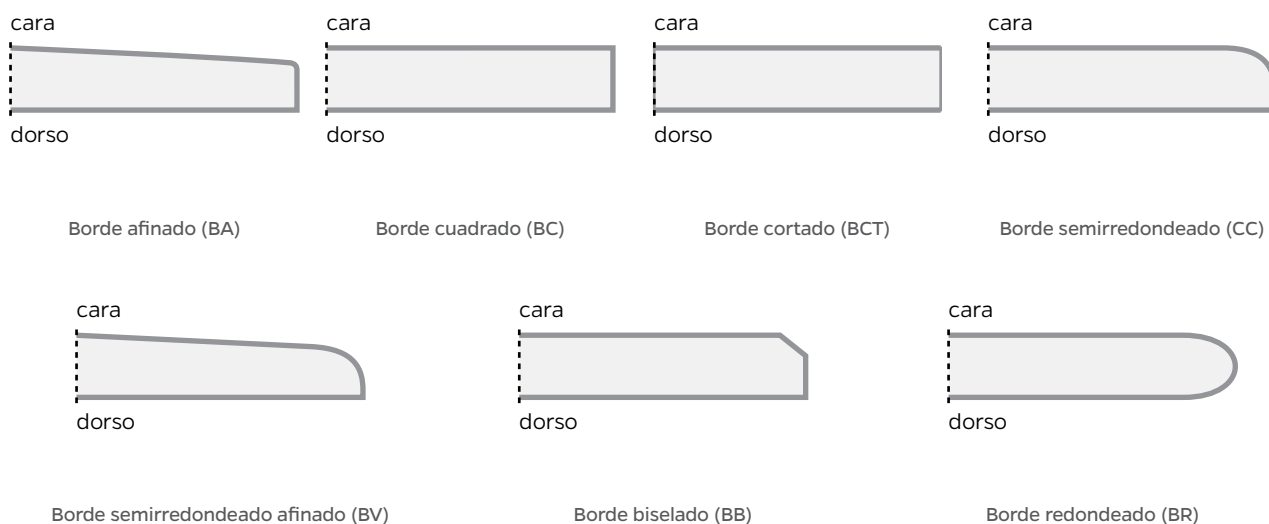 cara
cara
cara
cara
dorso
dorso
dorso
dorso
Borde afinado (BA)
Borde cuadrado (BC)
Borde cortado (BCT)
Borde semirredondeado (CC)
cara
cara
cara
dorso
dorso
dorso
Borde semirredondeado afinado (BV)
Borde biselado (BB)
Borde redondeado (BR)